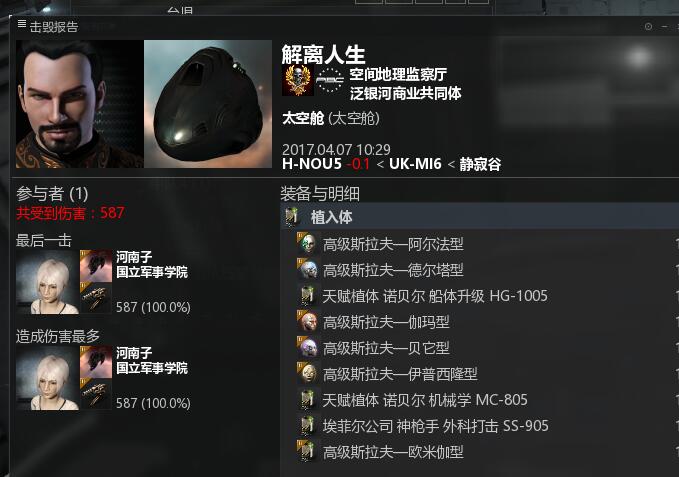 击毁报告
解离人生
空间地理监察厅
泛银河商业共同体
太空舱 (太空舱)
2017.04.07 10:29
H-NOU5 -0.1 < UK-MI6 < 静寂谷
参与者 (1)
共受到伤害：587
最后一击
河南子
国立军事学院
587 (100.0%)
造成伤害最多
河南子
国立军事学院
587 (100.0%)
装备与明细
植入体
高级斯拉夫—阿尔法型
高级斯拉夫—德尔塔型
天赋植体 诺贝尔 船体升级 HG-1005
高级斯拉夫—伽玛型
高级斯拉夫—贝它型
高级斯拉夫—伊普西隆型
天赋植体 诺贝尔 机械学 MC-805
埃菲尔公司 神枪手 外科打击 SS-905
高级斯拉夫—欧米伽型